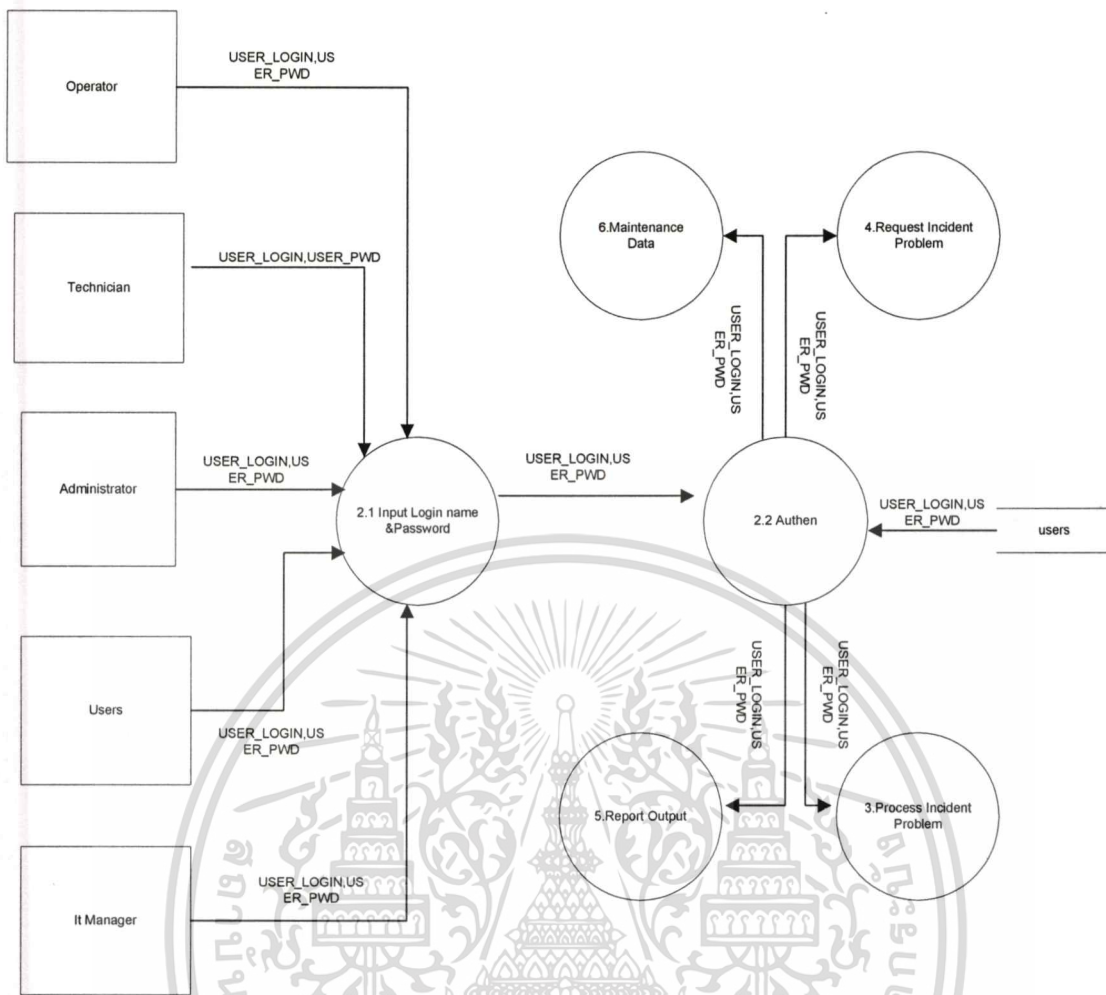 Operator
USER_LOGIN,US
ER_PWD
Technician
USER_LOGIN,USER_PWD
Administrator
USER_LOGIN,US
ER_PWD
Users
USER_LOGIN,US
ER_PWD
It Manager
USER_LOGIN,US
ER_PWD
2.1 Input Login name
&Password
USER_LOGIN,US
ER_PWD
6.Maintenance
Data
4.Request Incident
Problem
USER_LOGIN,US
ER_PWD
USER_LOGIN,US
ER_PWD
2.2 Authen
USER_LOGIN,US
ER_PWD
users
USER_LOGIN,US
ER_PWD
USER_LOGIN,US
ER_PWD
5.Report Output
3.Process Incident
Problem